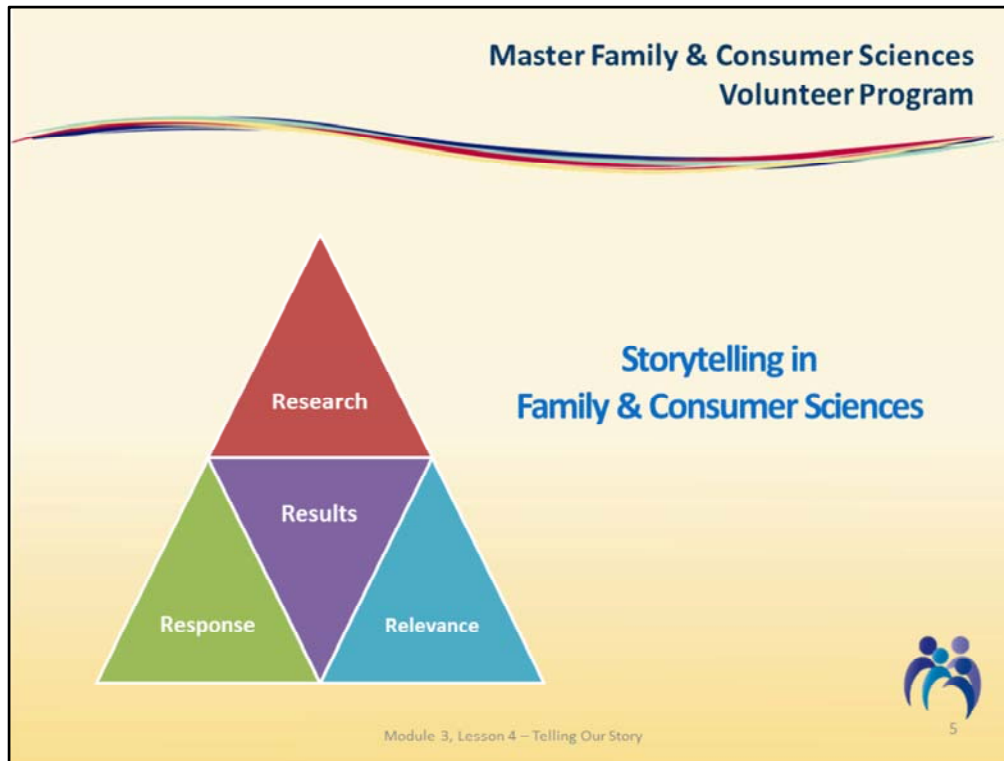 Master Family & Consumer Sciences
Volunteer Program
Research
Storytelling in
Family & Consumer Sciences
Results
Response
Relevance
Module 3, Lesson 4 – Telling Our Story
5